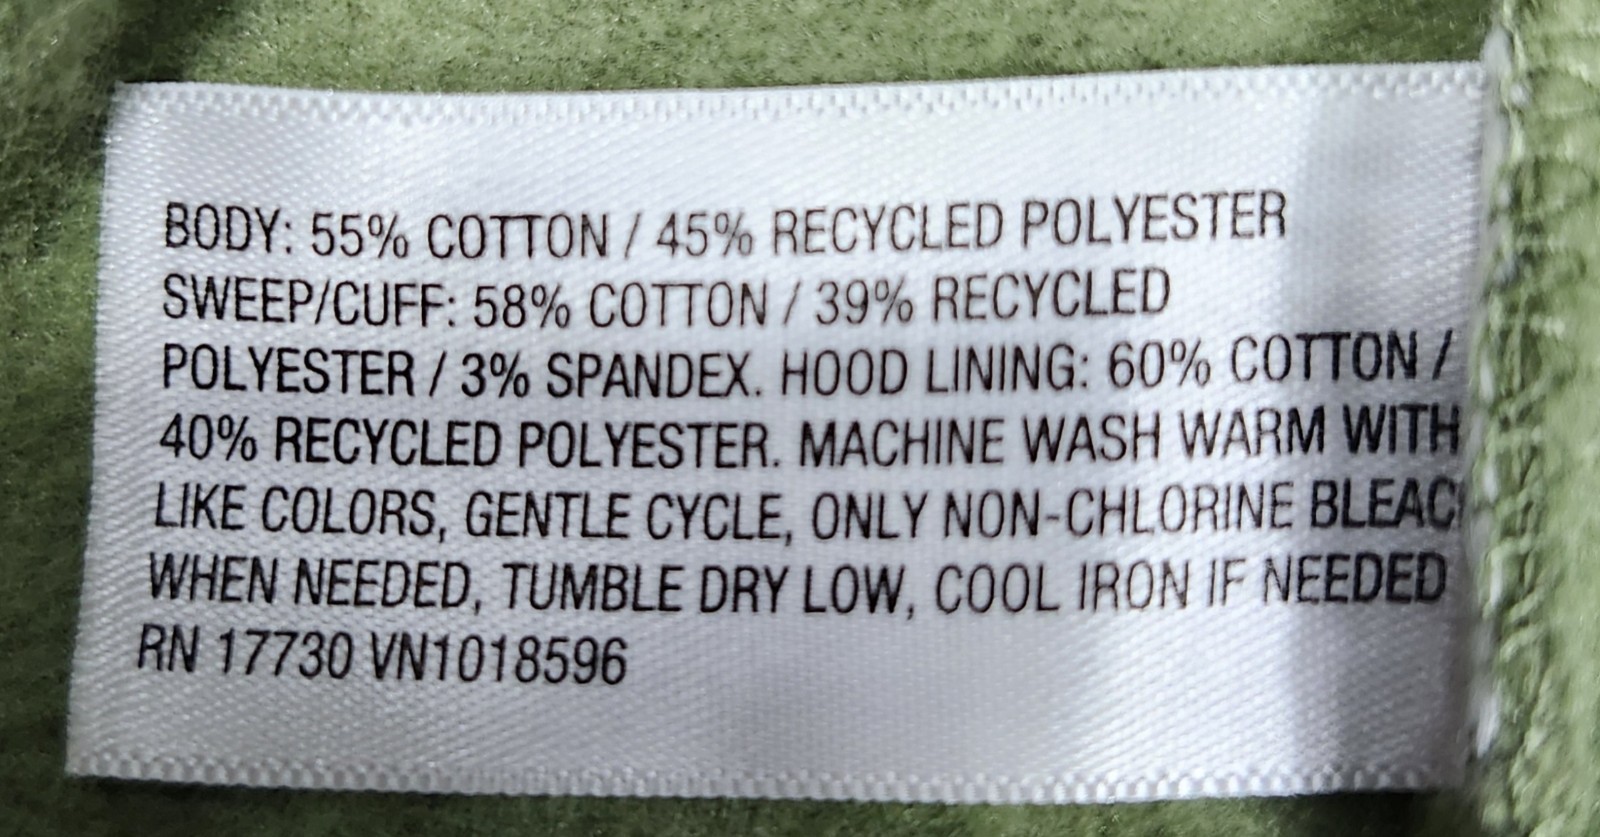 BODY: 55% COTTON / 45% RECYCLED POLYESTER
SWEEP/CUFF: 58% COTTON / 39% RECYCLED
POLYESTER / 3% SPANDEX. HOOD LINING: 60% COTTON /
40% RECYCLED POLYESTER. MACHINE WASH WARM WITH
LIKE COLORS, GENTLE CYCLE, ONLY NON-CHLORINE BLEAC
WHEN NEEDED, TUMBLE DRY LOW, COOL IRON IF NEEDED
RN 17730 VN1018596